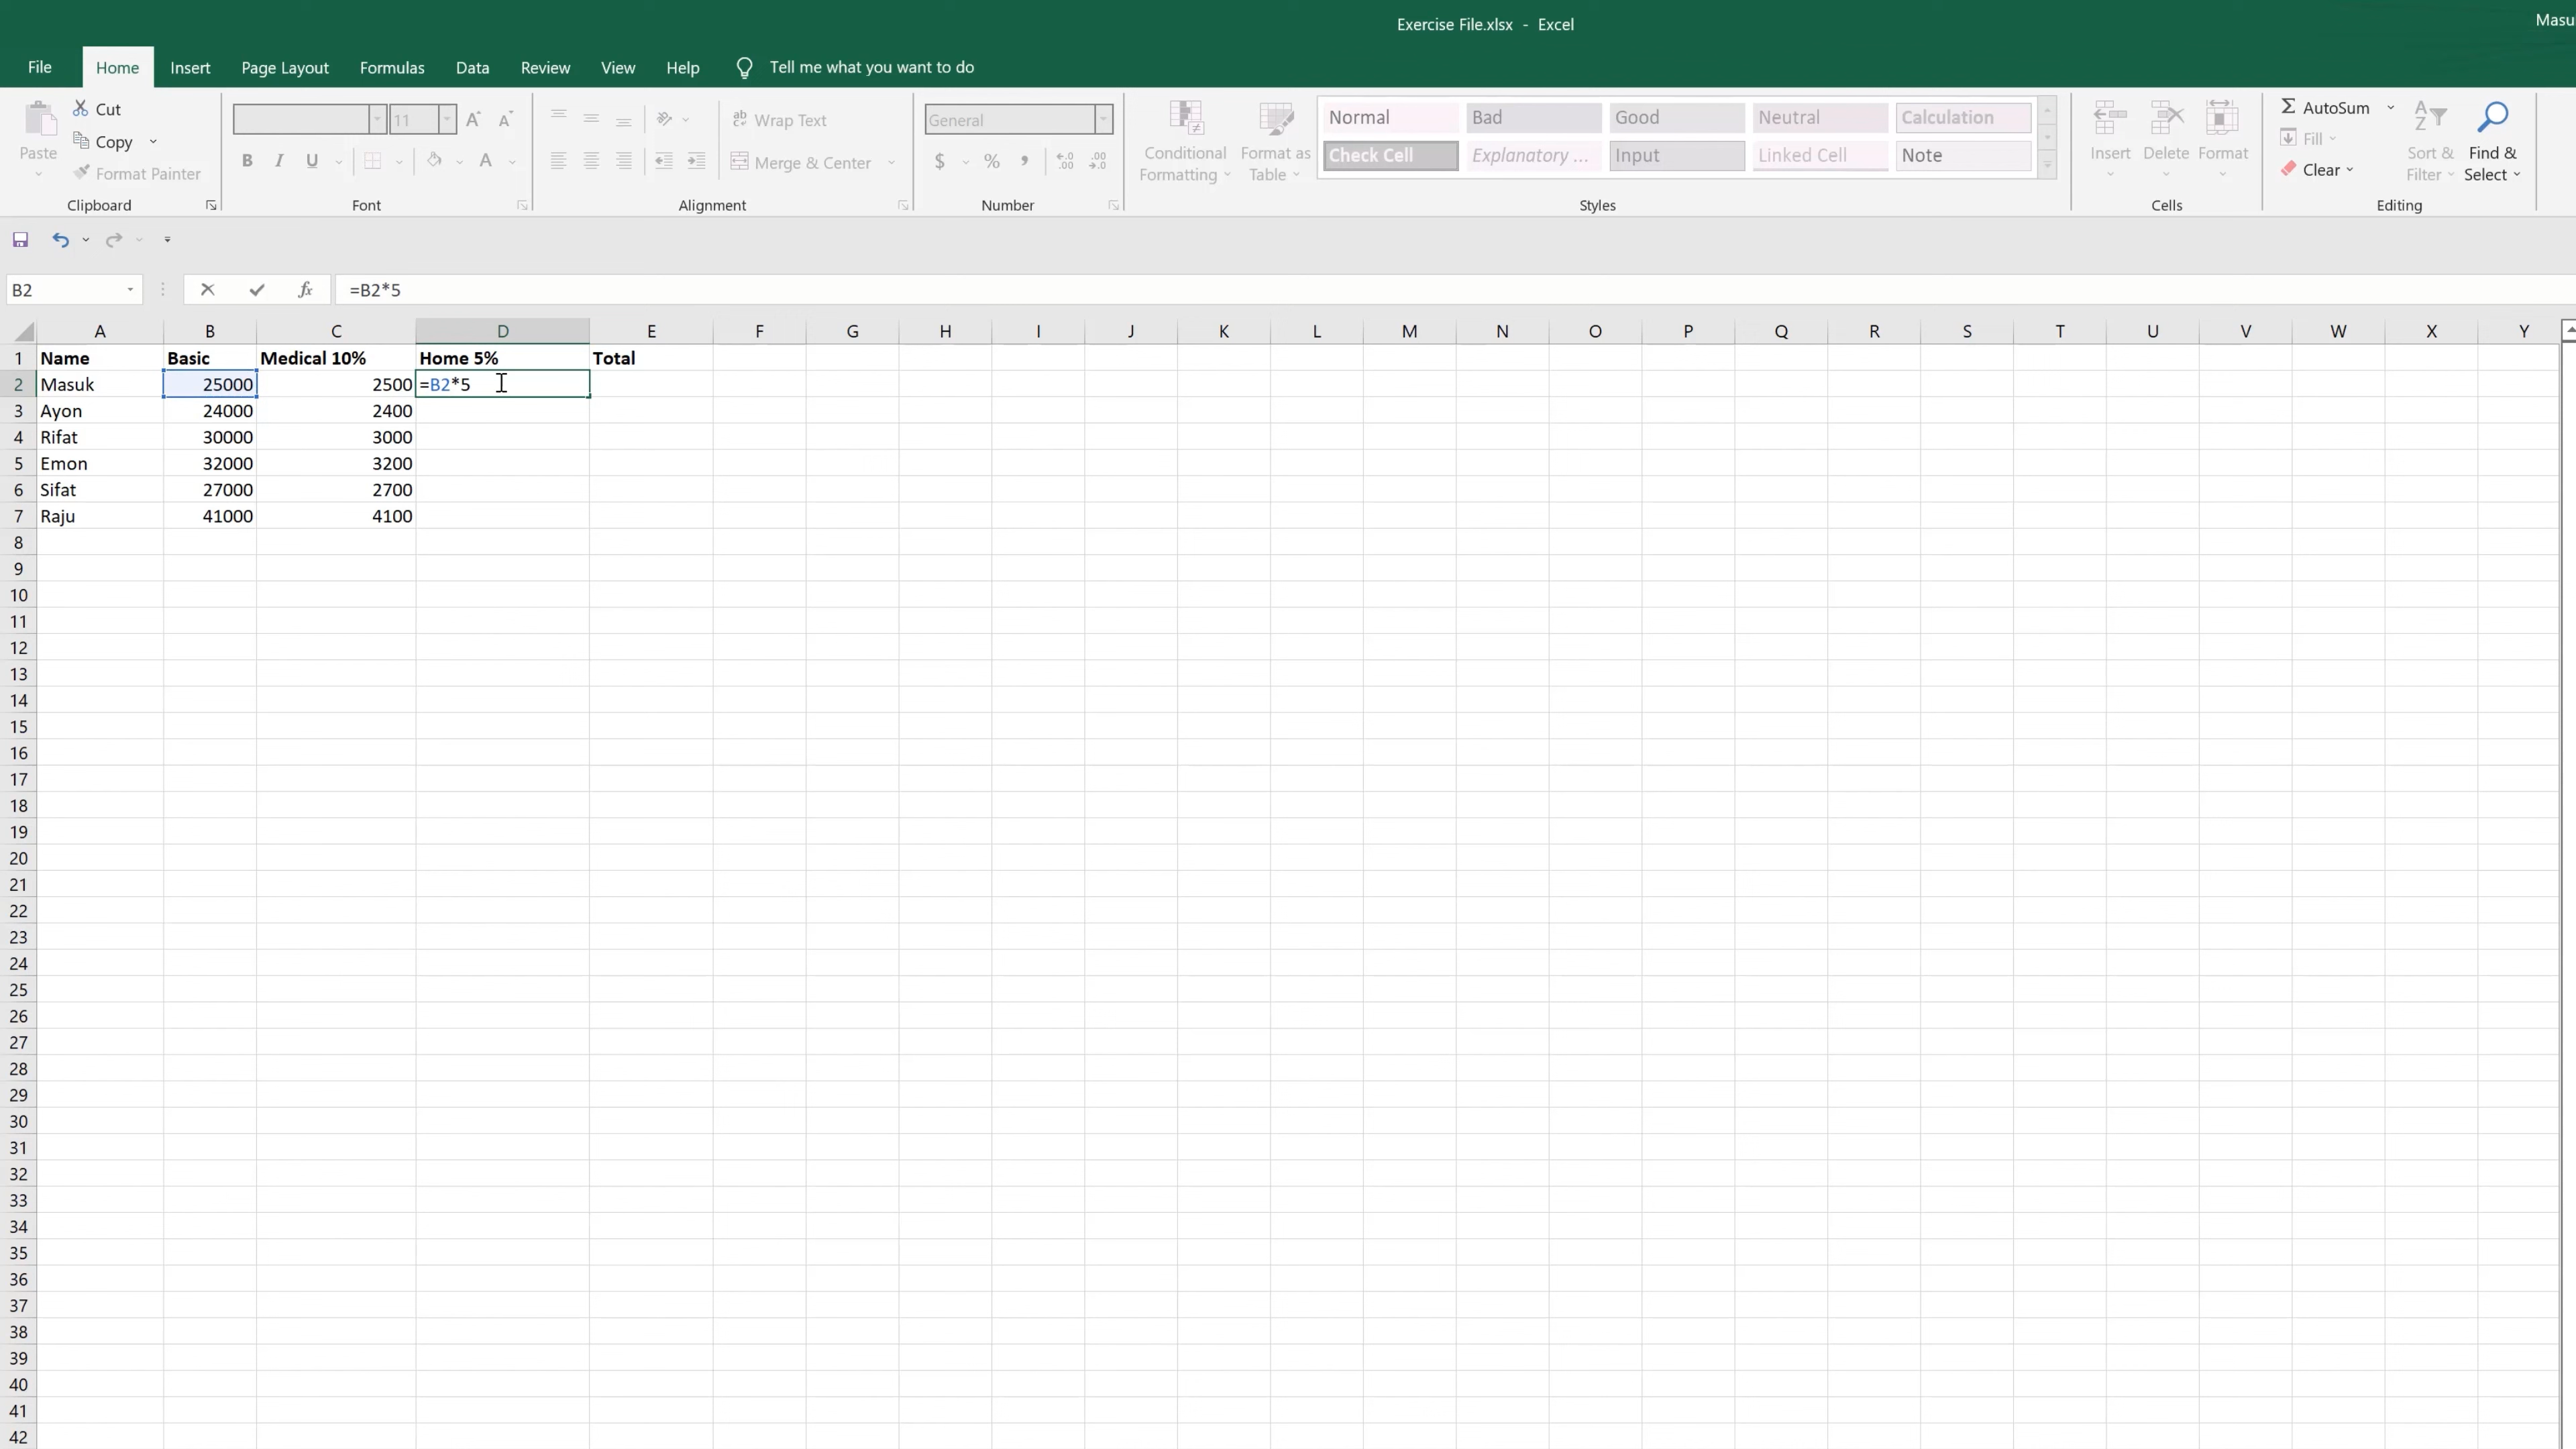 Exercise File.xlsx - Excel
Masu
File Home Insert Page Layout Formulas Data Review View Help Tell me what you want to do
Paste
Cut
Copy
Format Painter
Clipboard
11
B I U A
Font
Wrap Text
Merge & Center
Alignment
General
$ % ,
Number
Conditional Formatting
Format as Table
Normal Bad Good Neutral Calculation
Check Cell Explanatory ... Input Linked Cell Note
Styles
Insert Delete Format
Cells
Σ AutoSum
Fill
Clear
Sort & Filter
Find & Select
Editing
B2 fx =B2*5
A B C D E F G H I J K L M N O P Q R S T U V W X Y
1 Name Basic Medical 10% Home 5% Total
2 Masuk 25000 2500 =B2*5
3 Ayon 24000 2400
4 Rifat 30000 3000
5 Emon 32000 3200
6 Sifat 27000 2700
7 Raju 41000 4100
8
9
10
11
12
13
14
15
16
17
18
19
20
21
22
23
24
25
26
27
28
29
30
31
32
33
34
35
36
37
38
39
40
41
42